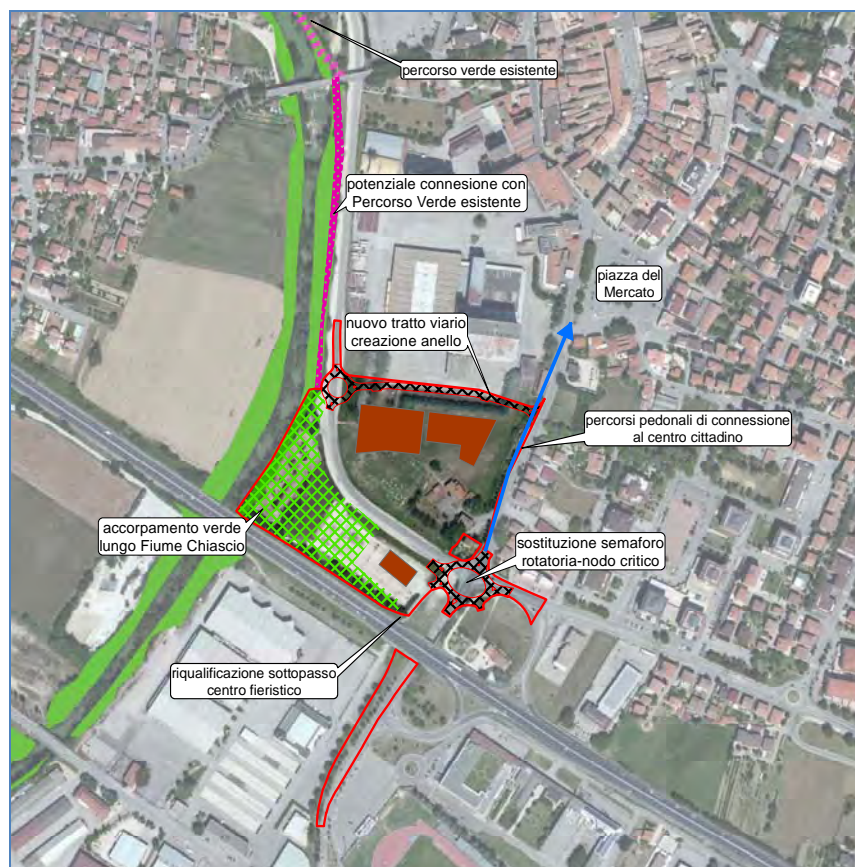 percorso verde esistente
potenziale connesione con
Percorso Verde esistente
piazza del
Mercato
nuovo tratto viario
creazione anello
percorsi pedonali di connessione
al centro cittadino
accorpamento verde
lungo Fiume Chiascio
sostituzione semaforo
rotatoria-nodo critico
riqualificazione sottopasso
centro fieristico